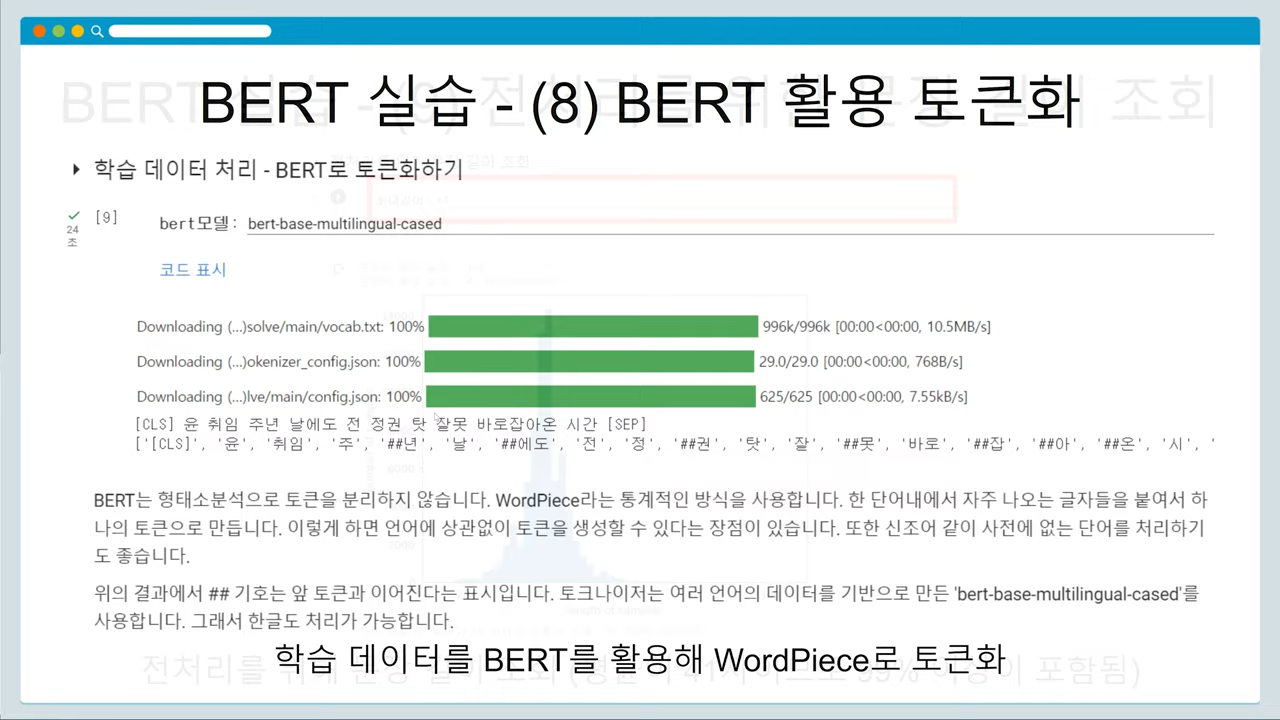 BERT 실습 - (8) BERT 활용 토큰화
학습 데이터 처리 - BERT로 토큰화하기
[9] bert모델: bert-base-multilingual-cased
24
초
코드 표시
Downloading (...)solve/main/vocab.txt: 100% 996k/996k [00:00<00:00, 10.5MB/s]
Downloading (...)okenizer_config.json: 100% 29.0/29.0 [00:00<00:00, 768B/s]
Downloading (...)lve/main/config.json: 100% 625/625 [00:00<00:00, 7.55kB/s]
[CLS] 윤 취임 주년 날에도 전 정권 탓 잘못 바로잡아온 시간 [SEP]
['[CLS]', '윤', '취임', '주', '##년', '날', '##에도', '전', '정', '##권', '탓', '잘', '##못', '바로', '##잡', '##아', '##온', '시', '
BERT는 형태소분석으로 토큰을 분리하지 않습니다. WordPiece라는 통계적인 방식을 사용합니다. 한 단어내에서 자주 나오는 글자들을 붙여서 하
나의 토큰으로 만듭니다. 이렇게 하면 언어에 상관없이 토큰을 생성할 수 있다는 장점이 있습니다. 또한 신조어 같이 사전에 없는 단어를 처리하기
도 좋습니다.
위의 결과에서 ## 기호는 앞 토큰과 이어진다는 표시입니다. 토크나이저는 여러 언어의 데이터를 기반으로 만든 'bert-base-multilingual-cased'를
사용합니다. 그래서 한글도 처리가 가능합니다.
학습 데이터를 BERT를 활용해 WordPiece로 토큰화